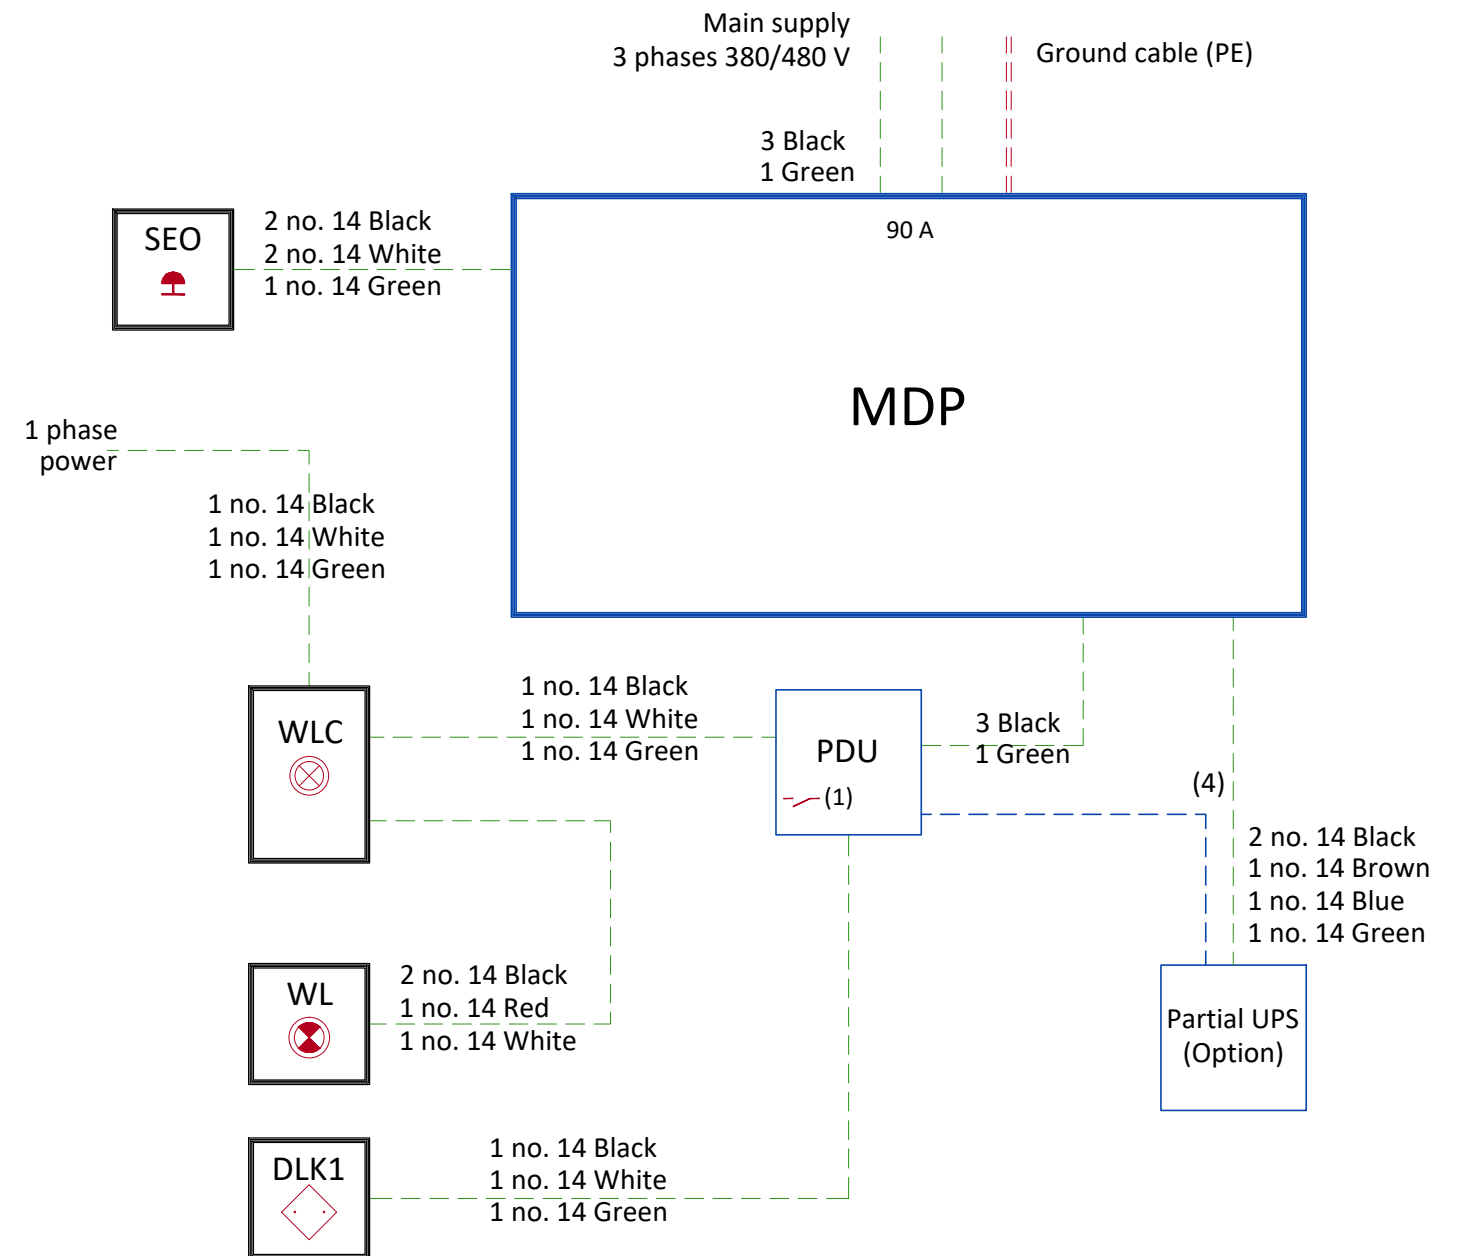 Main supply
3 phases 380/480 V
Ground cable (PE)
3 Black
1 Green
90 A
SEO
2 no. 14 Black
2 no. 14 White
1 no. 14 Green
MDP
1 phase
power
1 no. 14 Black
1 no. 14 White
1 no. 14 Green
WLC
1 no. 14 Black
1 no. 14 White
1 no. 14 Green
PDU
(1)
3 Black
1 Green
(4)
2 no. 14 Black
1 no. 14 Brown
1 no. 14 Blue
1 no. 14 Green
WL
2 no. 14 Black
1 no. 14 Red
1 no. 14 White
Partial UPS
(Option)
DLK1
1 no. 14 Black
1 no. 14 White
1 no. 14 Green